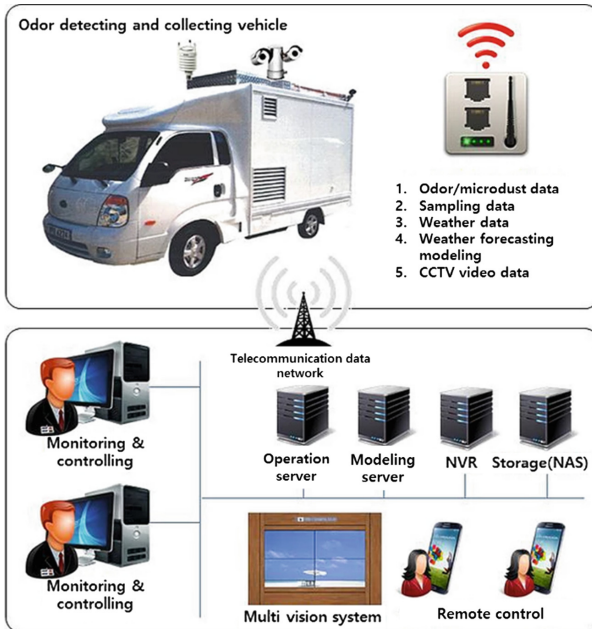 Odor detecting and collecting vehicle
1. Odor/microdust data
2. Sampling data
3. Weather data
4. Weather forecasting
modeling
5. CCTV video data
Telecommunication data
network
Monitoring &
controlling
Operation
server
Modeling
server
NVR
Storage(NAS)
Monitoring &
controlling
Multi vision system
Remote control